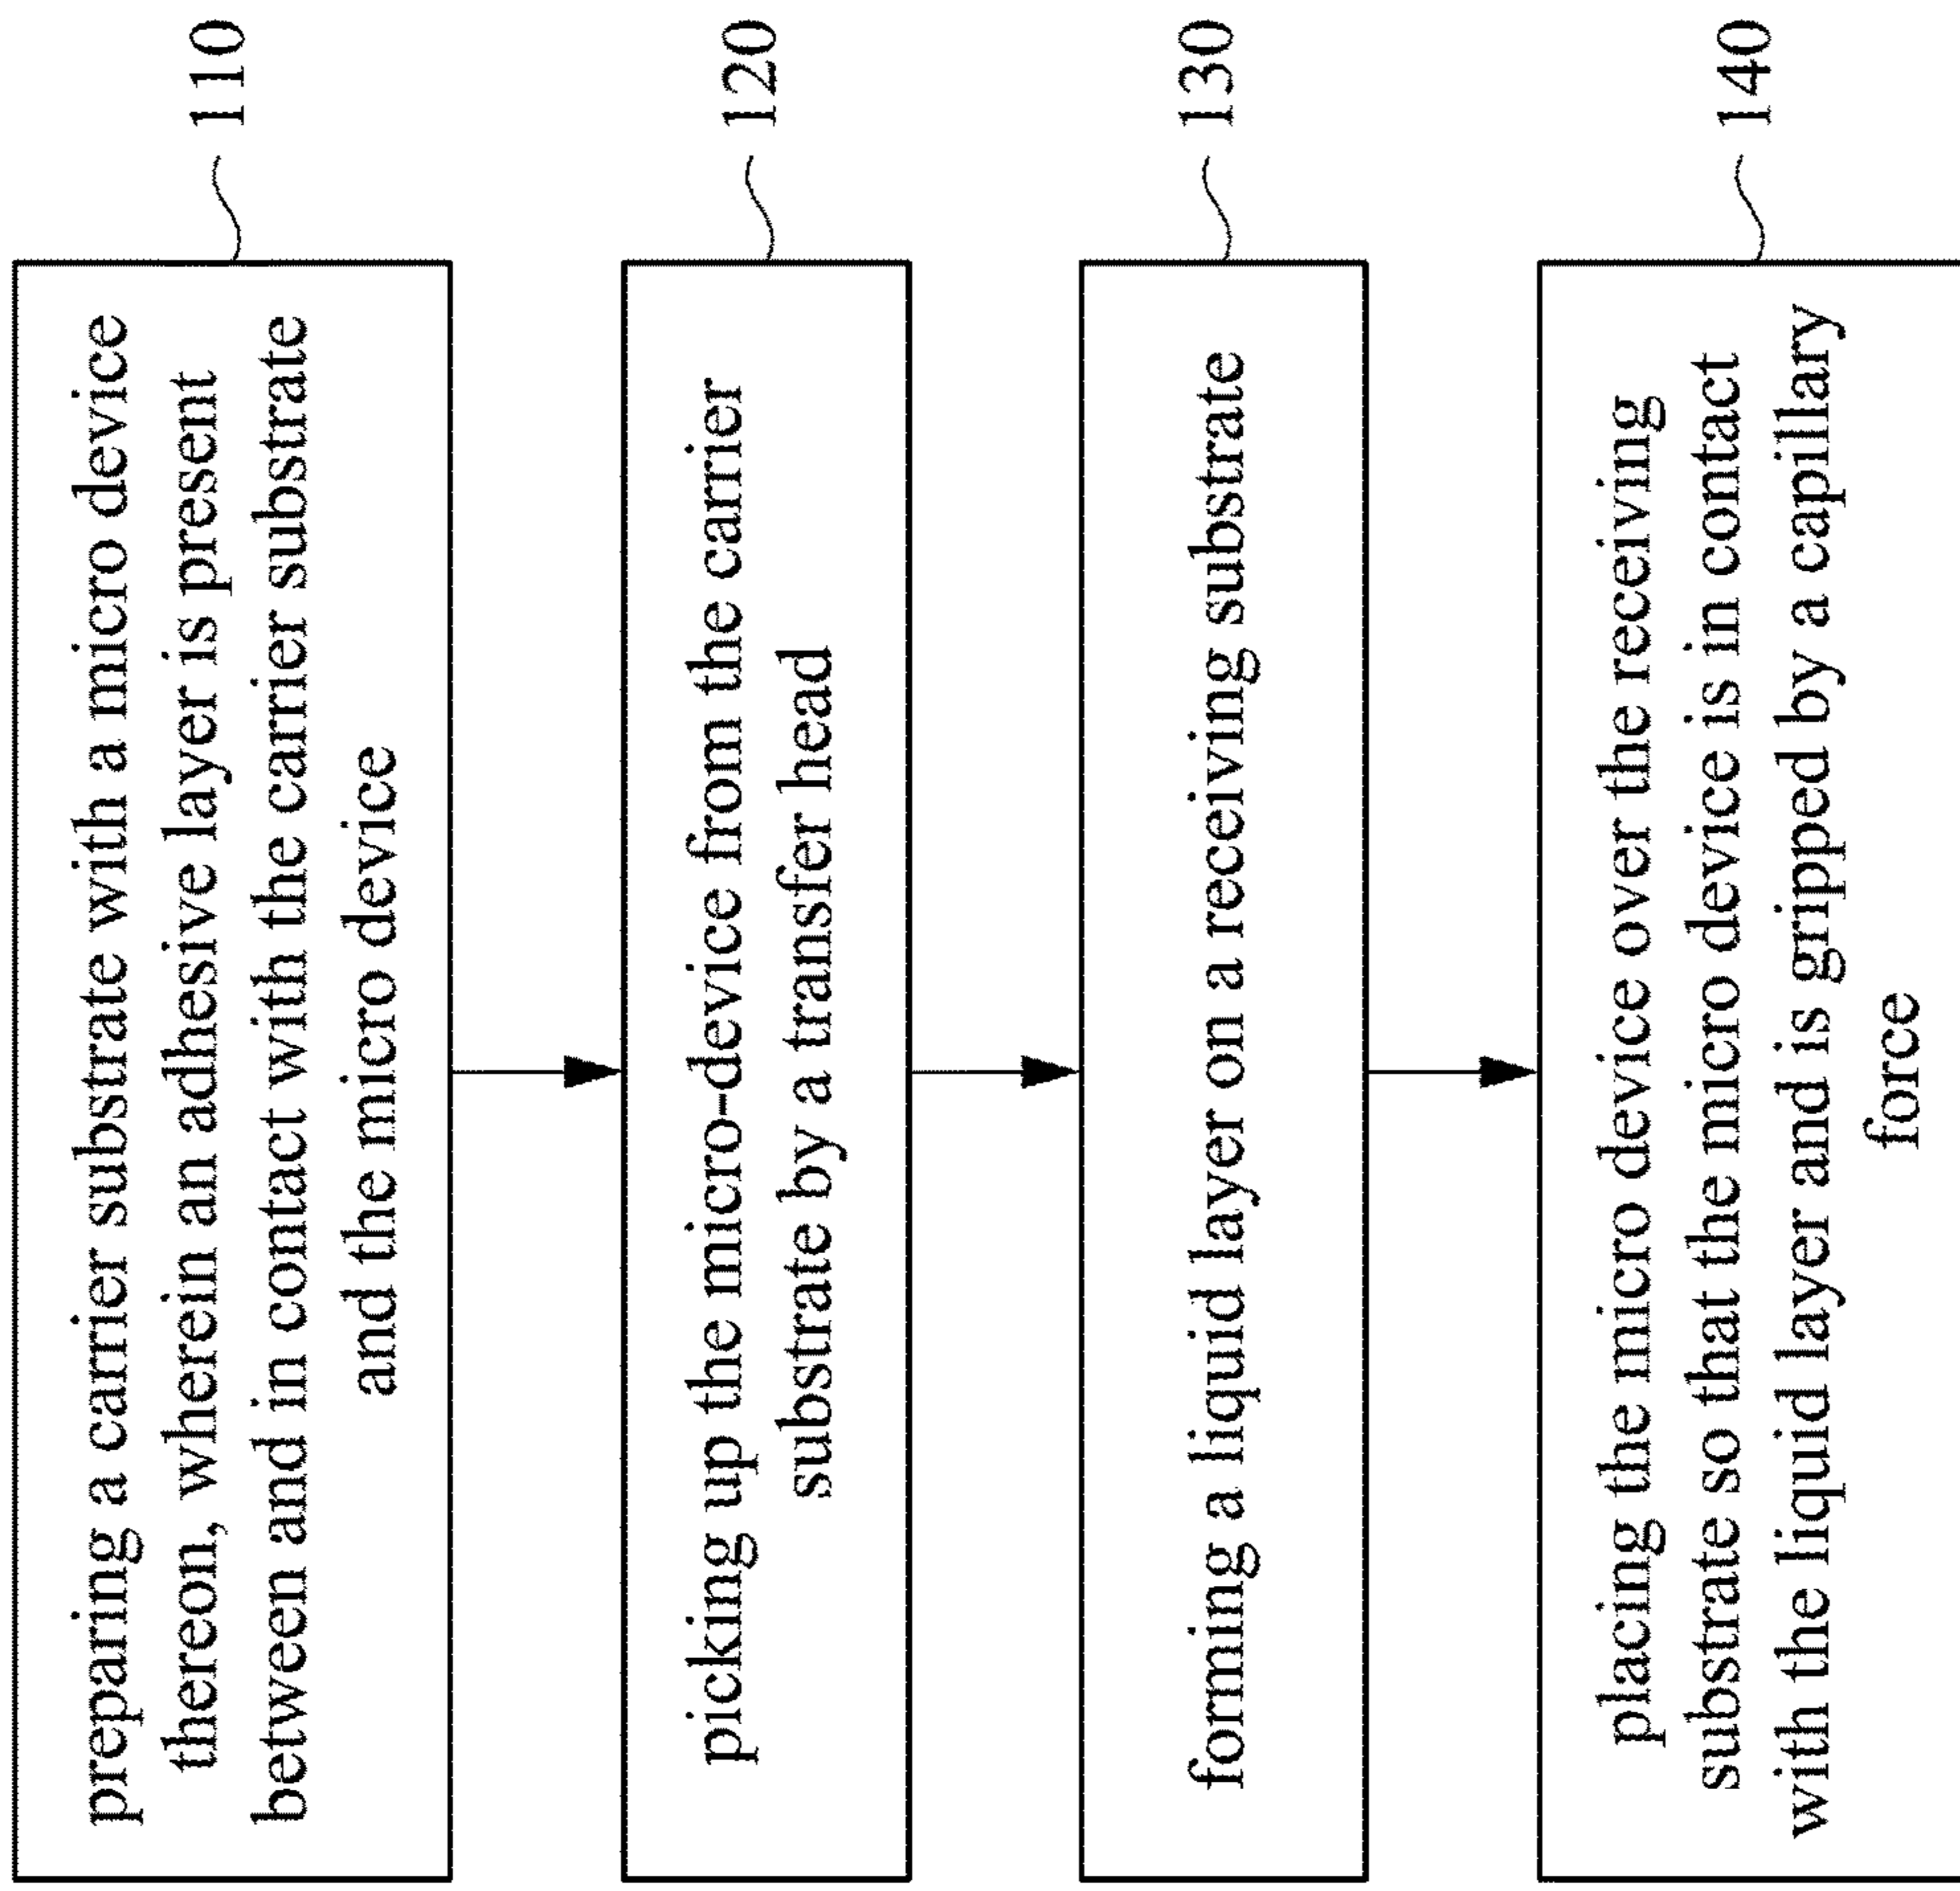 preparing a carrier substrate with a micro device
thereon, wherein an adhesive layer is present
between and in contact with the carrier substrate
and the micro device
110
picking up the micro-device from the carrier
substrate by a transfer head
120
forming a liquid layer on a receiving substrate
130
placing the micro device over the receiving
substrate so that the micro device is in contact
with the liquid layer and is gripped by a capillary
force
140